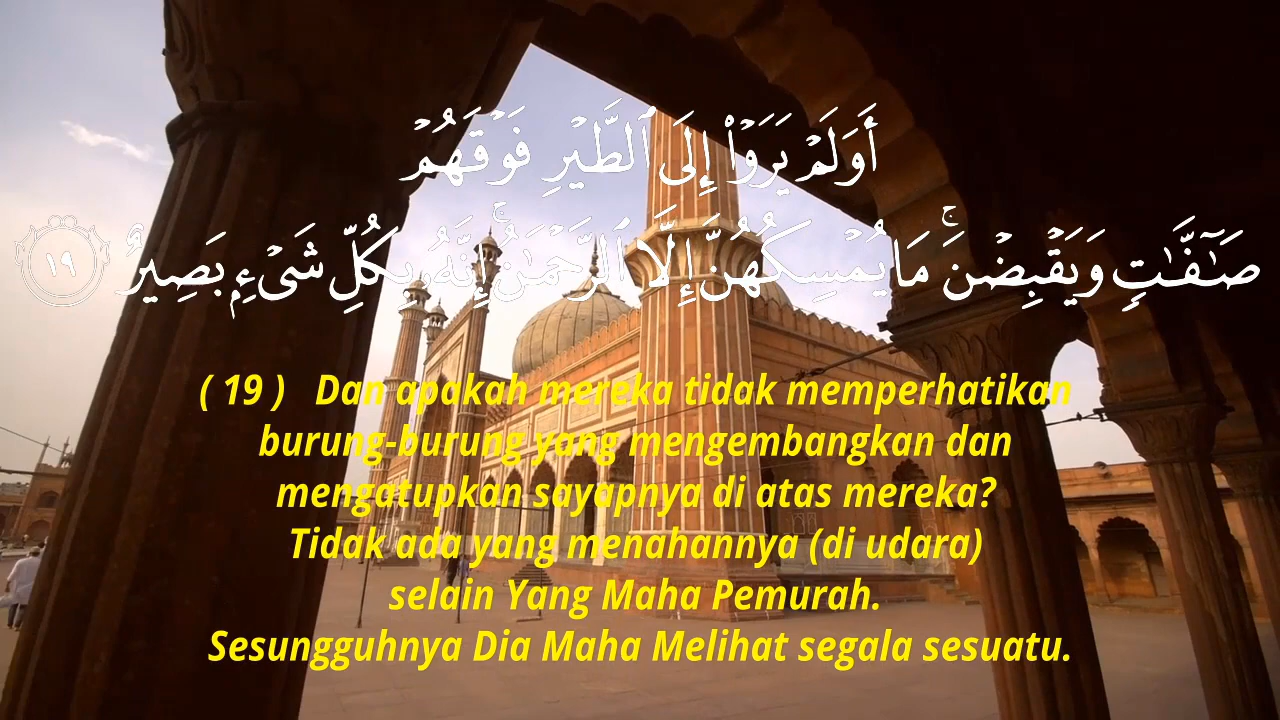 أَوَلَمْ يَرَوْا۟ إِلَى ٱلطَّيْرِ فَوْقَهُمْ
صَـٰٓفَّـٰتٍ وَيَقْبِضْنَ ۚ مَا يُمْسِكُهُنَّ إِلَّا ٱلرَّحْمَـٰنُ ۚ إِنَّهُۥ بِكُلِّ شَىْءٍۭ بَصِيرٌ ١٩
( 19 ) Dan apakah mereka tidak memperhatikan
burung-burung yang mengembangkan dan
mengatupkan sayapnya di atas mereka?
Tidak ada yang menahannya (di udara)
selain Yang Maha Pemurah.
Sesungguhnya Dia Maha Melihat segala sesuatu.